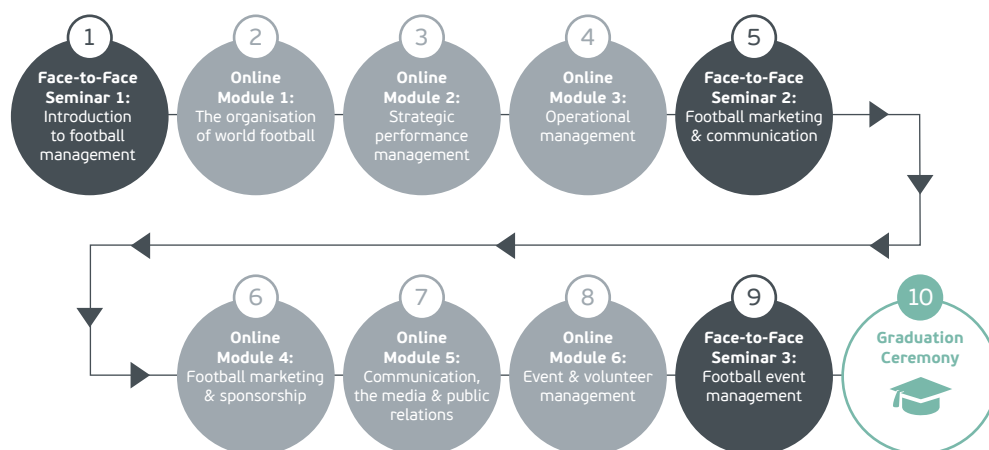 1
Face-to-Face
Seminar 1:
Introduction
to football
management
2
Online
Module 1:
The organisation
of world football
3
Online
Module 2:
Strategic
performance
management
4
Online
Module 3:
Operational
management
5
Face-to-Face
Seminar 2:
Football marketing
& communication
6
Online
Module 4:
Football marketing
& sponsorship
7
Online
Module 5:
Communication,
the media & public
relations
8
Online
Module 6:
Event & volunteer
management
9
Face-to-Face
Seminar 3:
Football event
management
10
Graduation
Ceremony